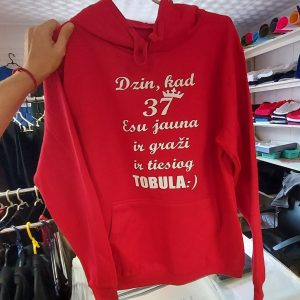 Dzin, kad
37
Esu jauna
ir graži
ir tiesiog
TOBULA:)